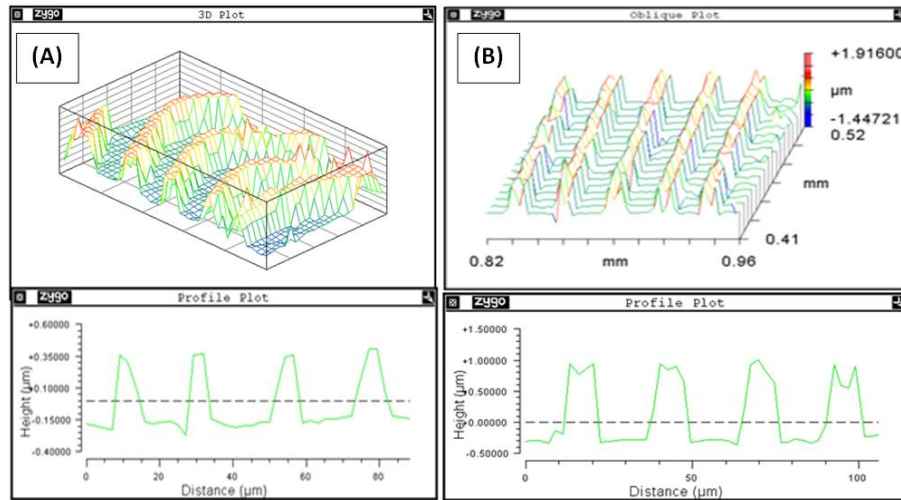 zygo
3D Plot
(A)
zygo
Oblique Plot
(B)
+1.91600
µm
-1.44721
0.52
mm
0.41
0.82
mm
0.96
zygo
Profile Plot
+0.60000
+0.35000
+0.10000
-0.15000
-0.40000
Height (µm)
0
20
40
60
80
Distance (µm)
zygo
Profile Plot
+1.50000
+1.00000
+0.50000
+0.00000
-0.50000
Height (µm)
0
50
100
Distance (µm)